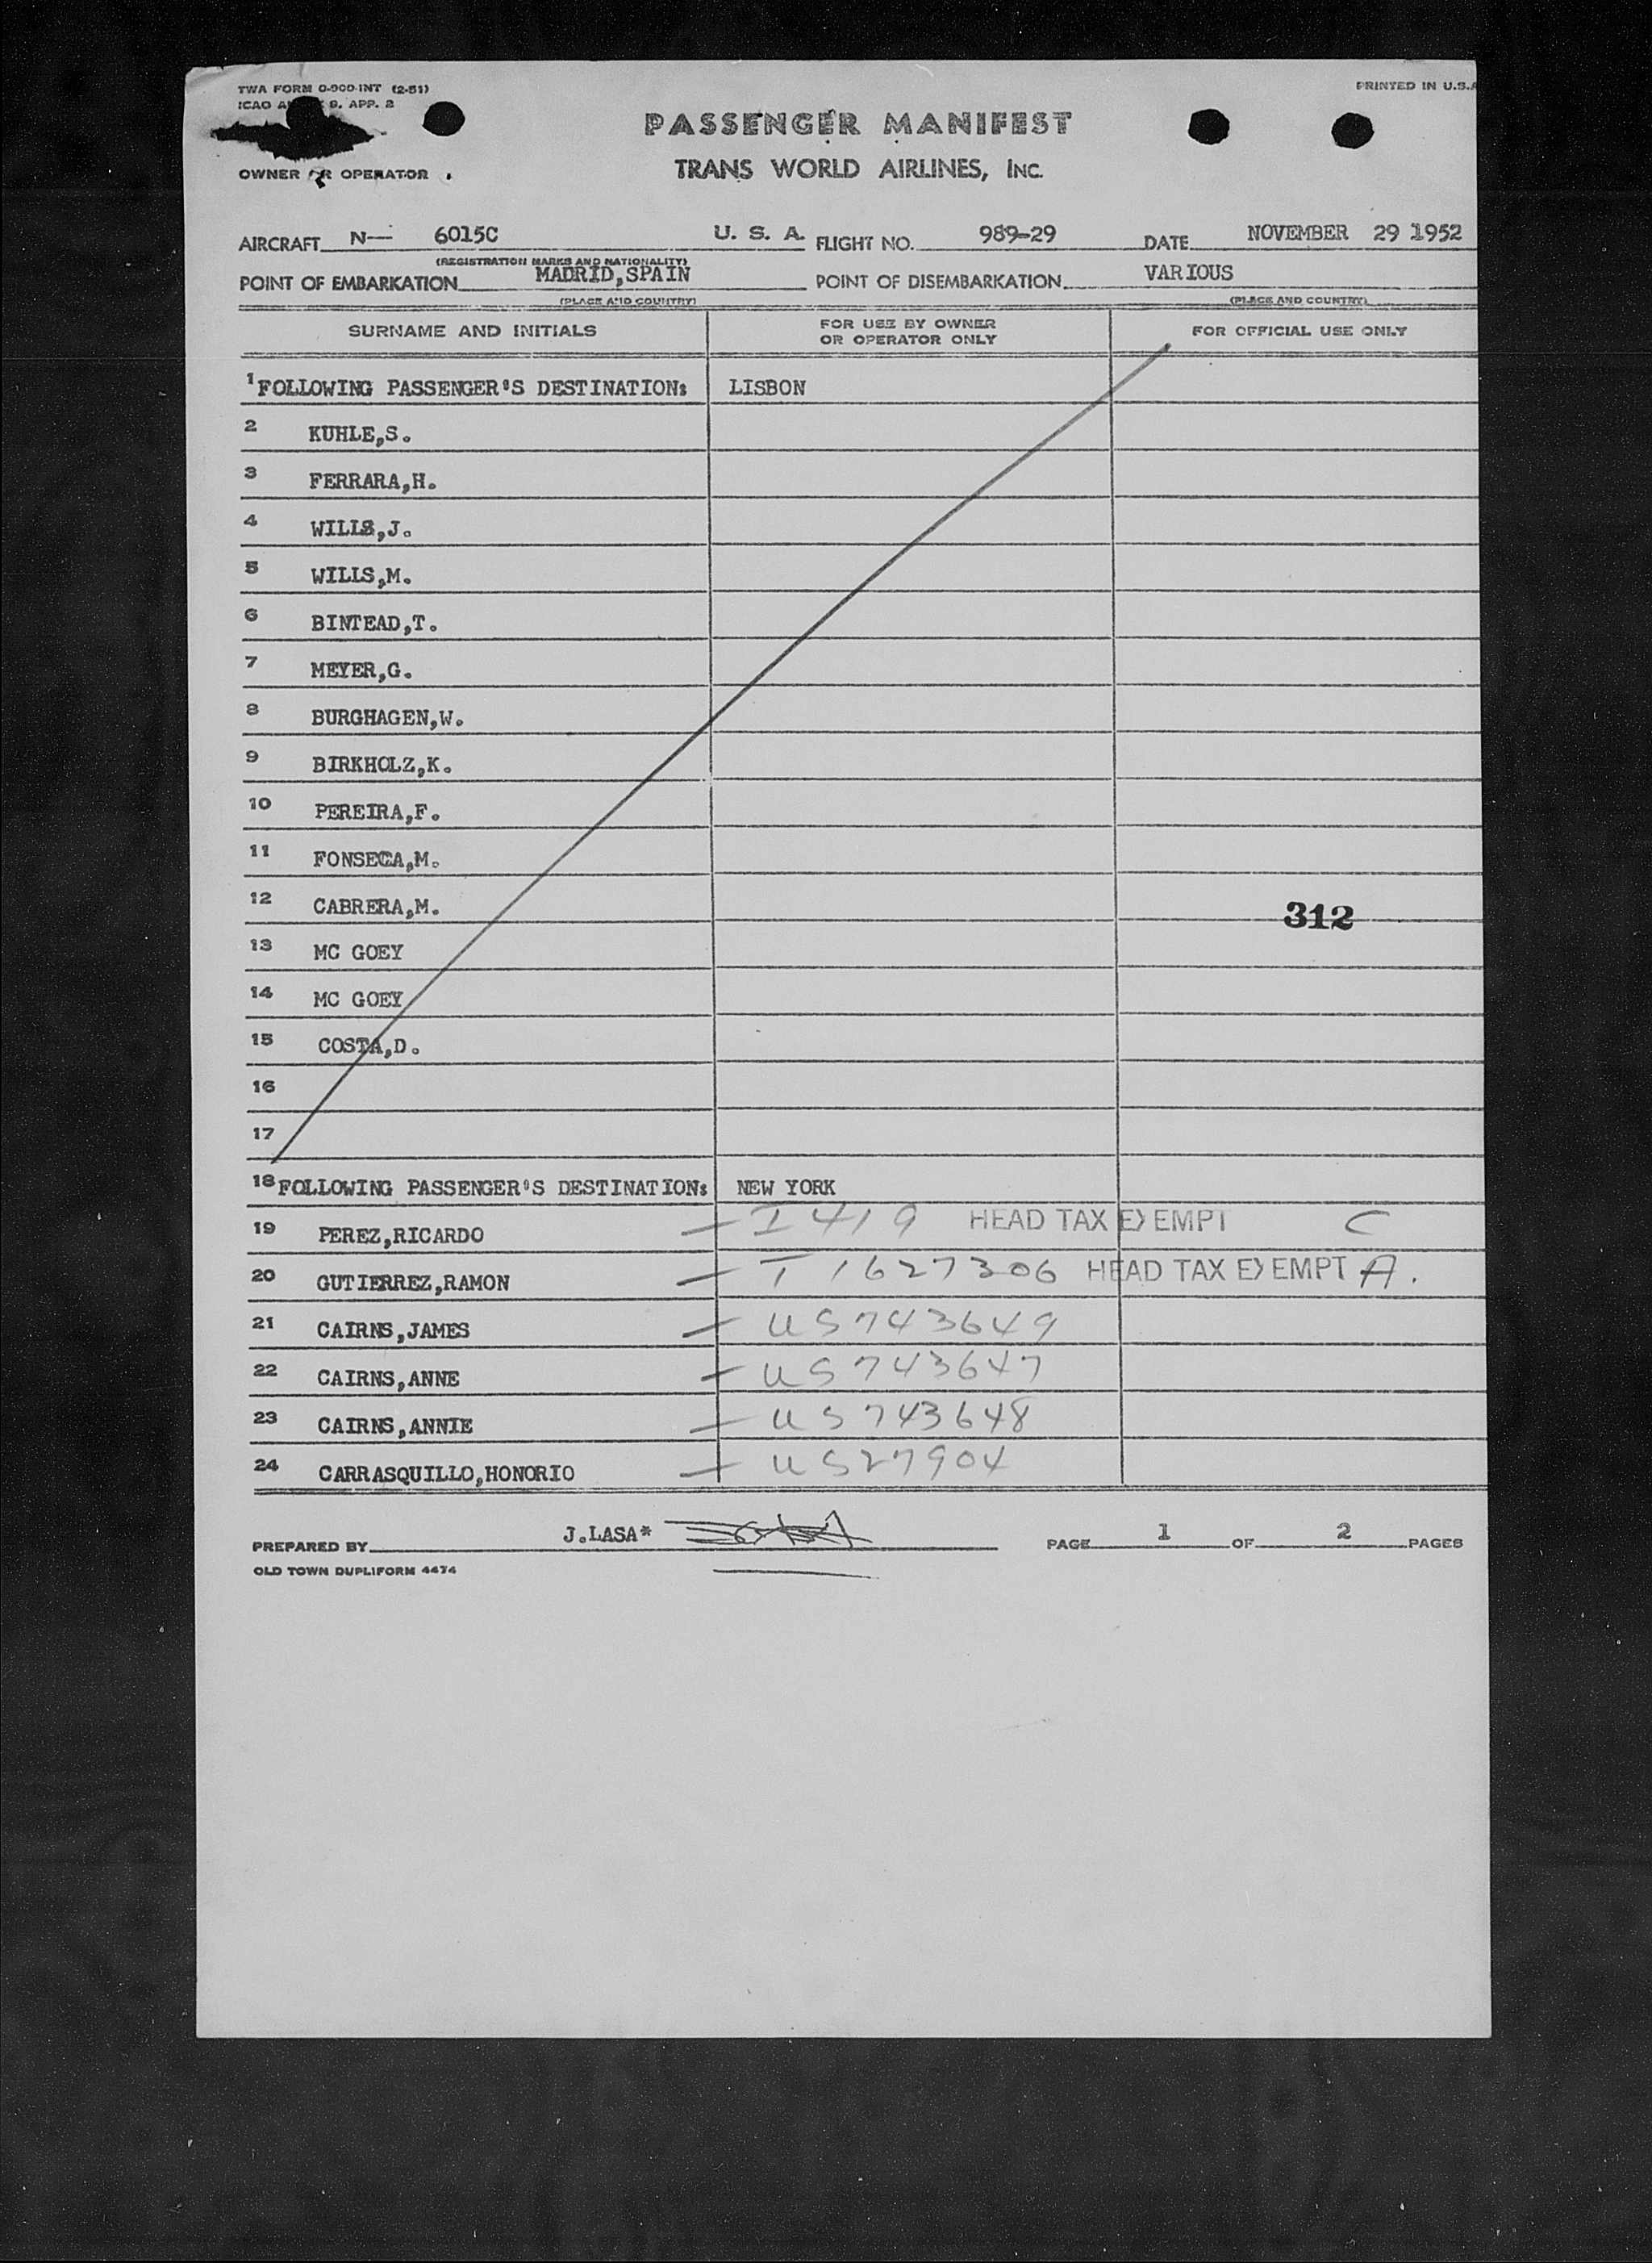 TWA FORM 0-900-INT (2-51)
PRINTED IN U.S.A
ICAO 9, APP. 2
PASSENGER MANIFEST
TRANS WORLD AIRLINES, INC.
OWNER OR OPERATOR
AIRCRAFT N— 6015C U. S. A. FLIGHT NO. 989-29 DATE NOVEMBER 29 1952
(REGISTRATION MARKS AND NATIONALITY)
POINT OF EMBARKATION MADRID,SPAIN POINT OF DISEMBARKATION VARIOUS
(PLACE AND COUNTRY) (PLACE AND COUNTRY)
SURNAME AND INITIALS FOR USE BY OWNER OR OPERATOR ONLY FOR OFFICIAL USE ONLY
1 FOLLOWING PASSENGER'S DESTINATION: LISBON
2 KUHLE,S.
3 FERRARA,H.
4 WILLS,J.
5 WILLS,M.
6 BINTEAD,T.
7 MEYER,G.
8 BURGHAGEN,W.
9 BIRKHOLZ,K.
10 PEREIRA,F.
11 FONSECA,M.
12 CABRERA,M. 312
13 MC GOEY
14 MC GOEY
15 COSTA,D.
16
17
18 FOLLOWING PASSENGER'S DESTINATION: NEW YORK
19 PEREZ,RICARDO — I 419 HEAD TAX EXEMPT C
20 GUTIERREZ,RAMON — T 1627306 HEAD TAX EXEMPT A.
21 CAIRNS,JAMES — US743649
22 CAIRNS,ANNE — US743647
23 CAIRNS,ANNIE — US743648
24 CARRASQUILLO,HONORIO — US27904
PREPARED BY J.LASA* PAGE 1 OF 2 PAGES
OLD TOWN DUPLIFORM 4474